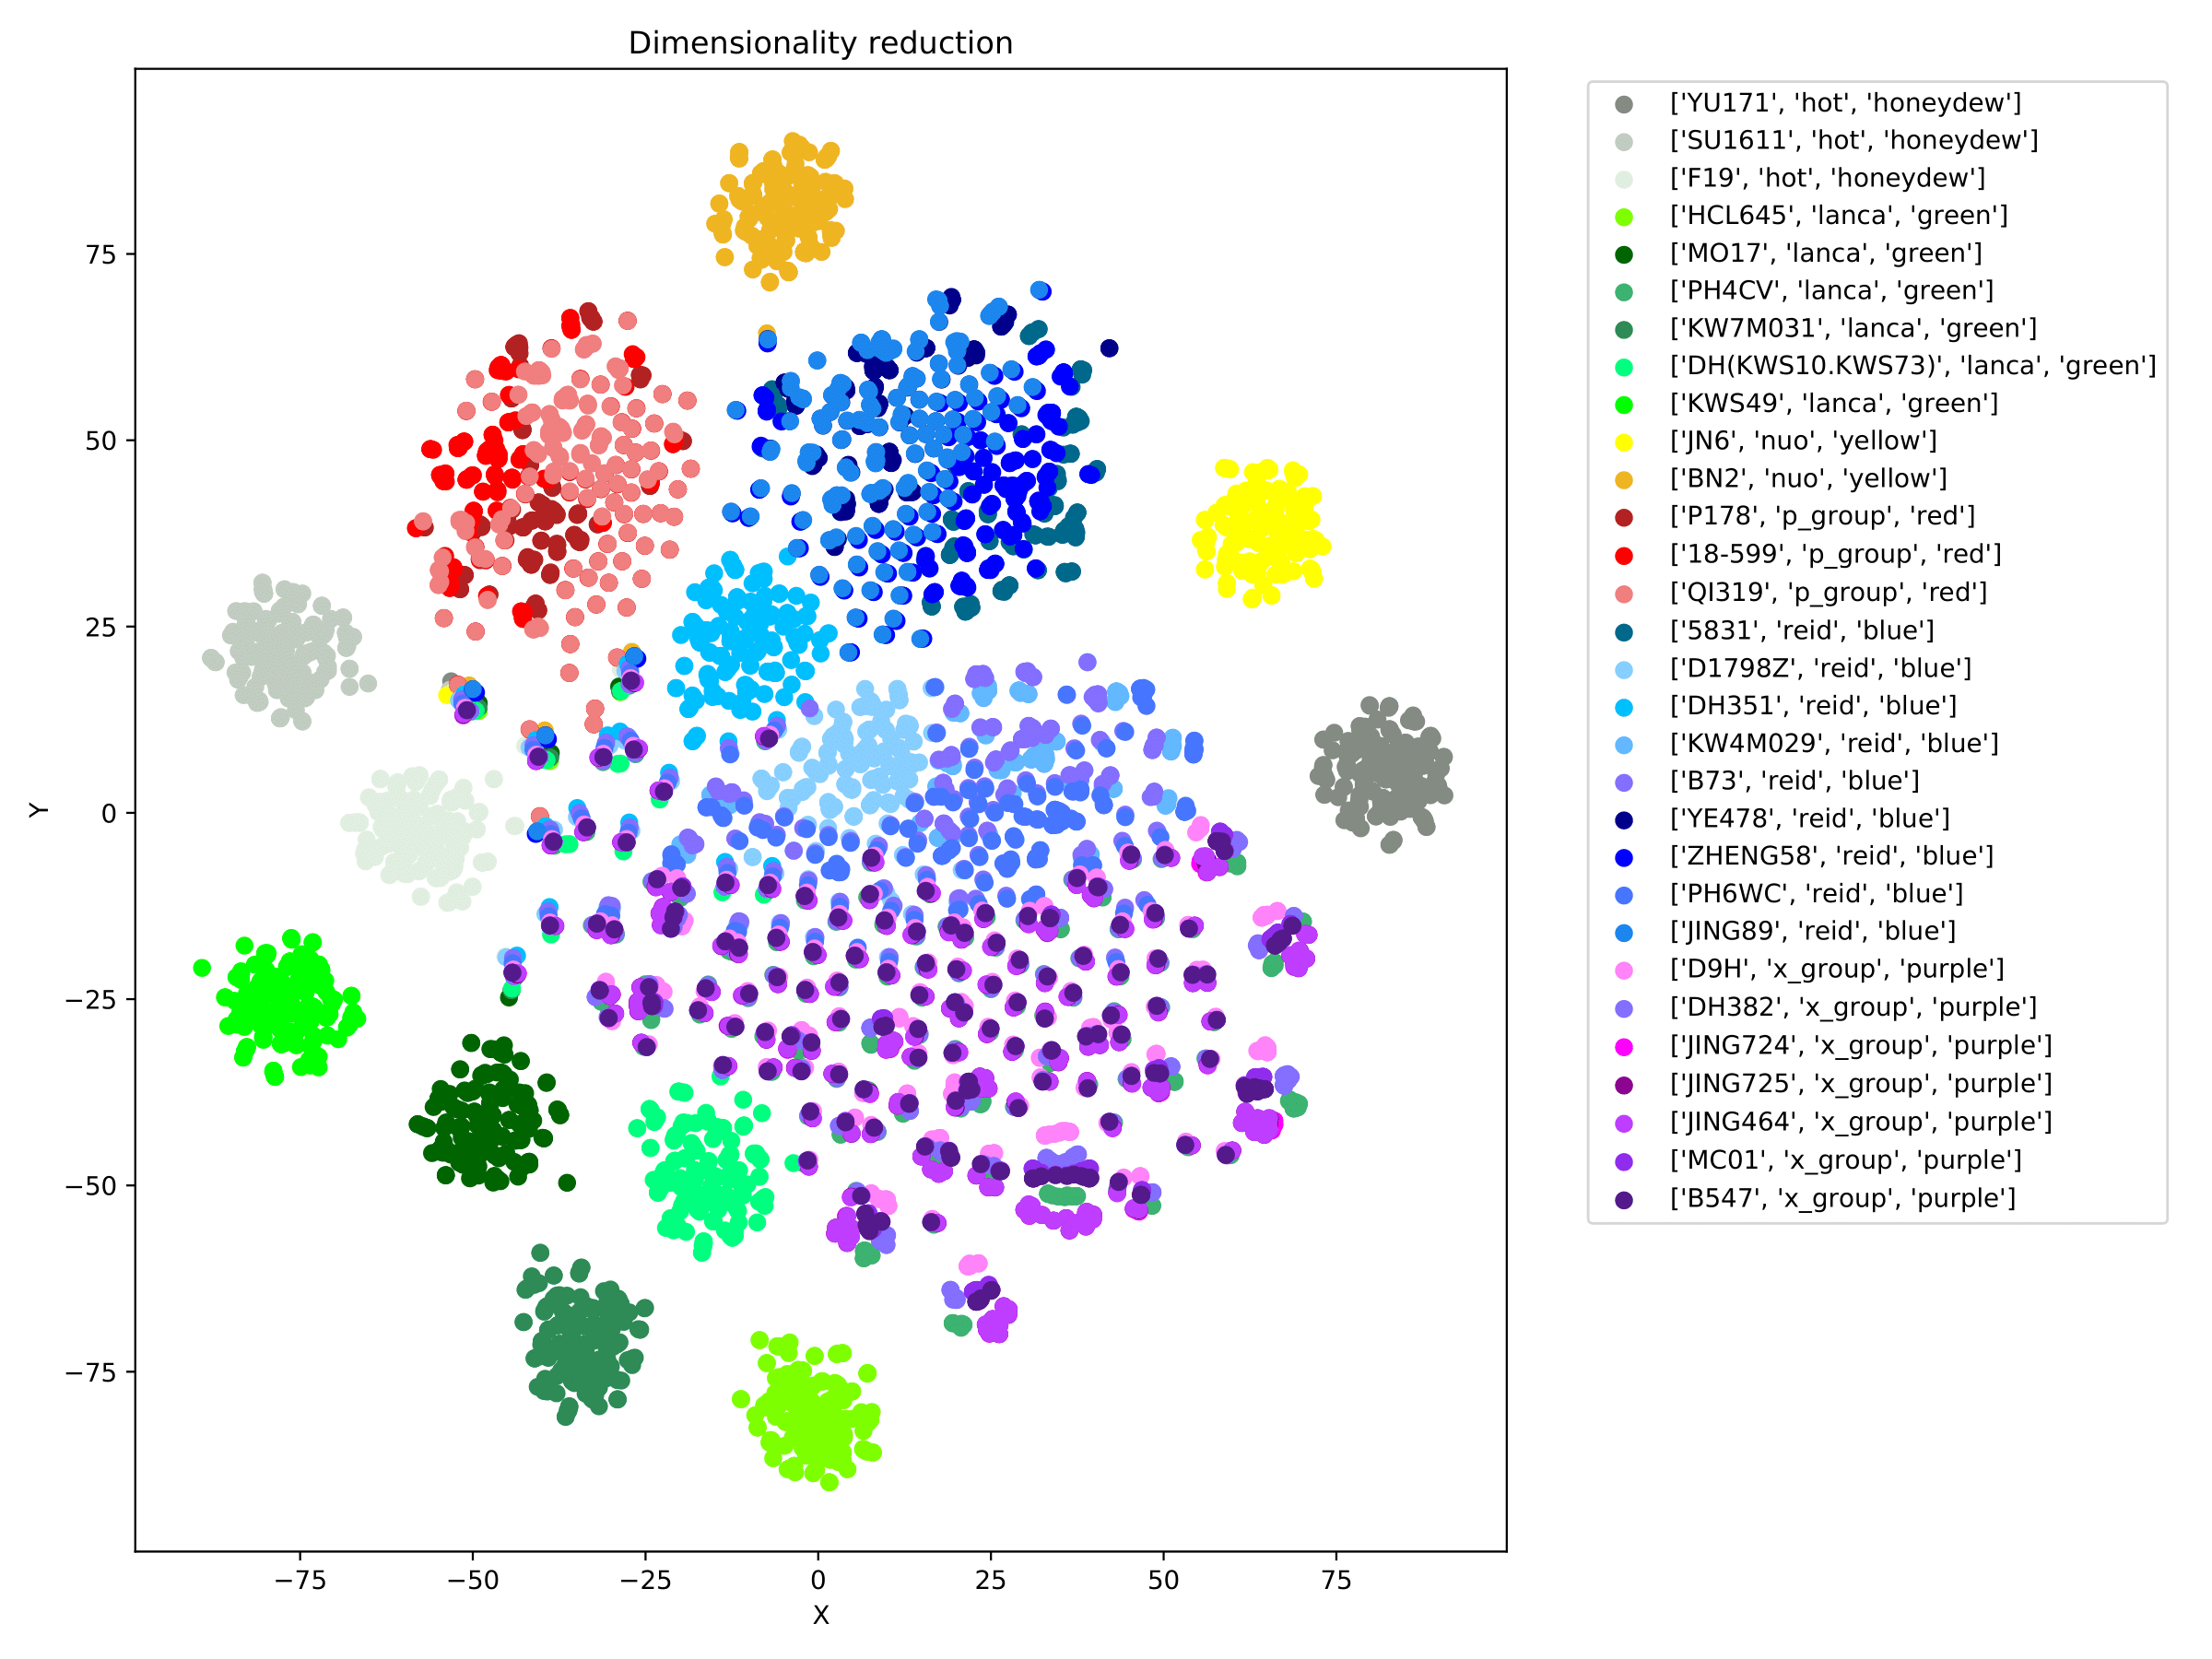 Dimensionality reduction
['YU171', 'hot', 'honeydew']
['SU1611', 'hot', 'honeydew']
['F19', 'hot', 'honeydew']
['HCL645', 'lanca', 'green']
['MO17', 'lanca', 'green']
['PH4CV', 'lanca', 'green']
['KW7M031', 'lanca', 'green']
['DH(KWS10.KWS73)', 'lanca', 'green']
['KWS49', 'lanca', 'green']
['JN6', 'nuo', 'yellow']
['BN2', 'nuo', 'yellow']
['P178', 'p_group', 'red']
['18-599', 'p_group', 'red']
['QI319', 'p_group', 'red']
['5831', 'reid', 'blue']
['D1798Z', 'reid', 'blue']
['DH351', 'reid', 'blue']
['KW4M029', 'reid', 'blue']
['B73', 'reid', 'blue']
['YE478', 'reid', 'blue']
['ZHENG58', 'reid', 'blue']
['PH6WC', 'reid', 'blue']
['JING89', 'reid', 'blue']
['D9H', 'x_group', 'purple']
['DH382', 'x_group', 'purple']
['JING724', 'x_group', 'purple']
['JING725', 'x_group', 'purple']
['JING464', 'x_group', 'purple']
['MC01', 'x_group', 'purple']
['B547', 'x_group', 'purple']
75
50
25
0
−25
−50
−75
Y
−75 −50 −25 0 25 50 75
X